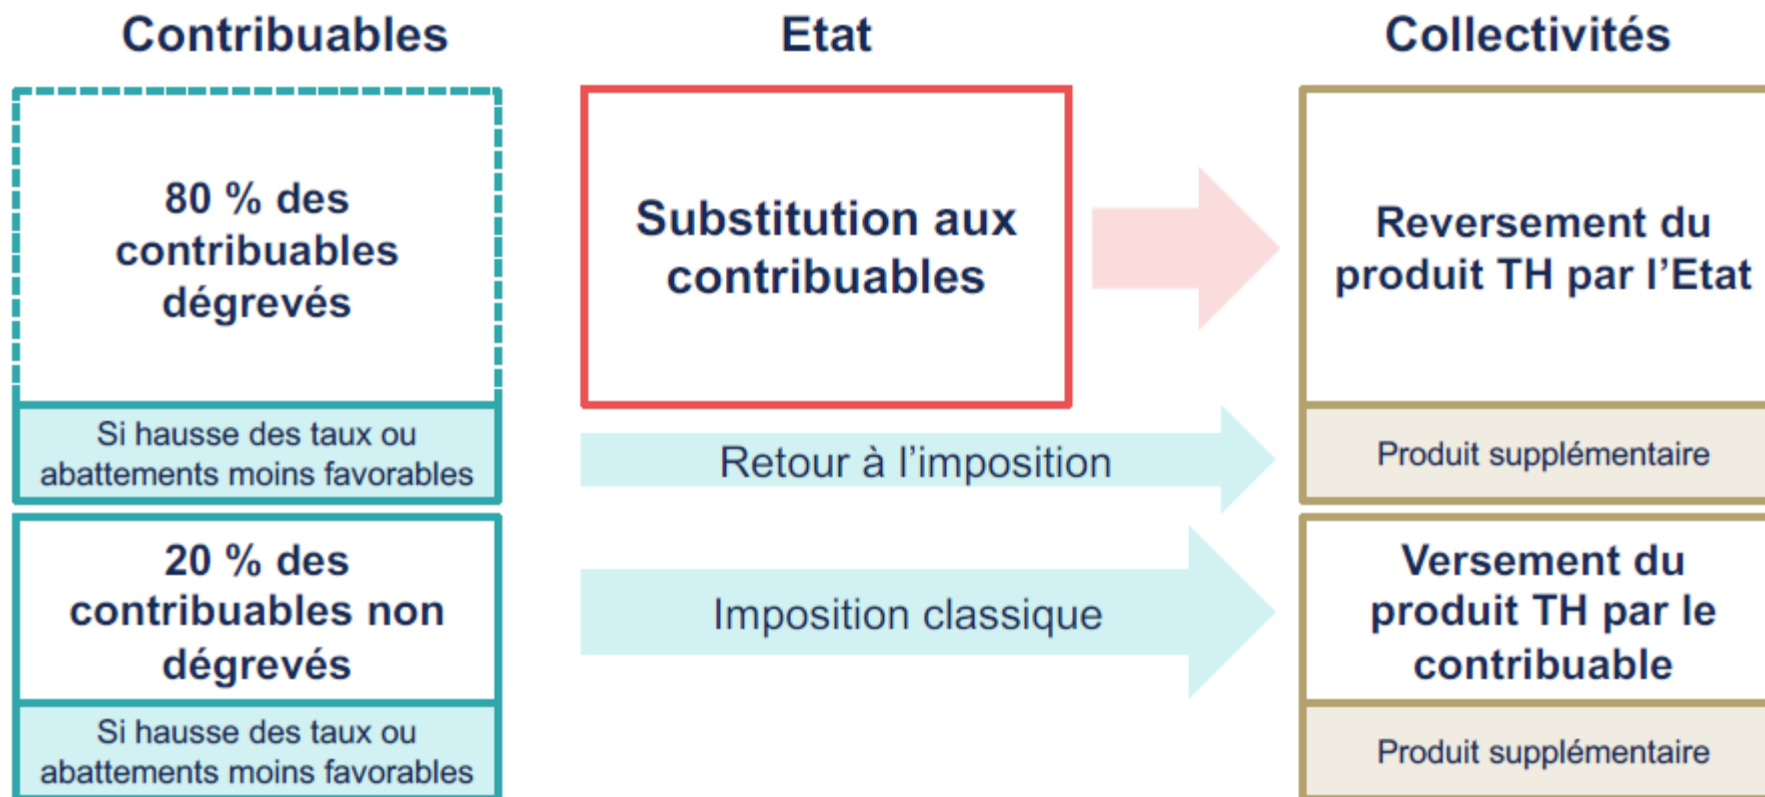 Contribuables
Etat
Collectivités
80 % des
contribuables
dégrevés
Substitution aux
contribuables
Reversement du
produit TH par l'Etat
Si hausse des taux ou
abattements moins favorables
Retour à l'imposition
Produit supplémentaire
20 % des
contribuables non
dégrevés
Imposition classique
Versement du
produit TH par le
contribuable
Si hausse des taux ou
abattements moins favorables
Produit supplémentaire